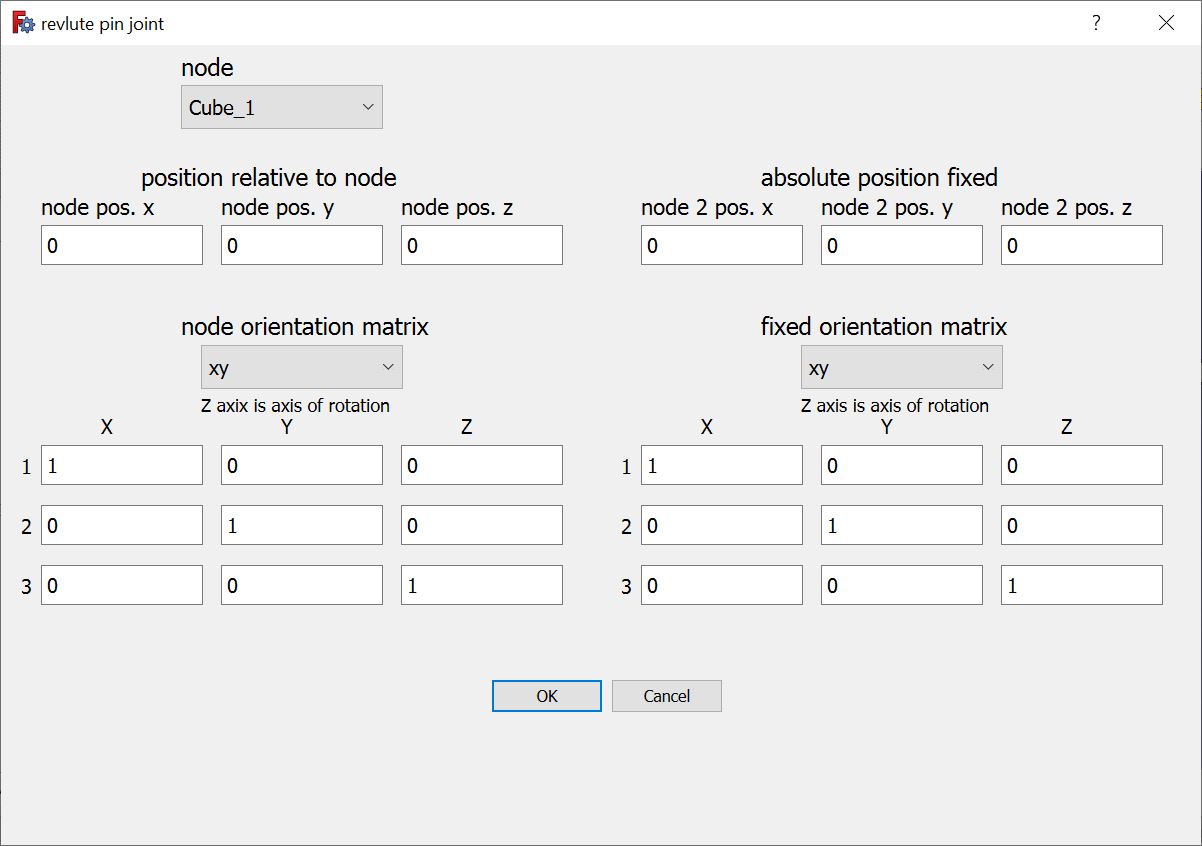 revlute pin joint ?
node
Cube_1
position relative to node
node pos. x node pos. y node pos. z
0 0 0
absolute position fixed
node 2 pos. x node 2 pos. y node 2 pos. z
0 0 0
node orientation matrix
xy
Z axix is axis of rotation
X Y Z
1 1 0 0
2 0 1 0
3 0 0 1
fixed orientation matrix
xy
Z axis is axis of rotation
X Y Z
1 1 0 0
2 0 1 0
3 0 0 1
OK Cancel